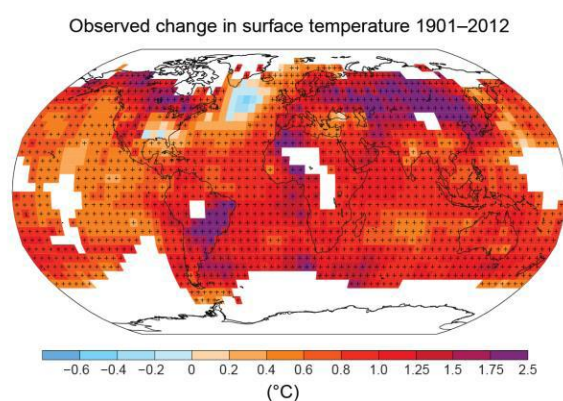 Observed change in surface temperature 1901–2012
−0.6 −0.4 −0.2 0 0.2 0.4 0.6 0.8 1.0 1.25 1.5 1.75 2.5
(°C)